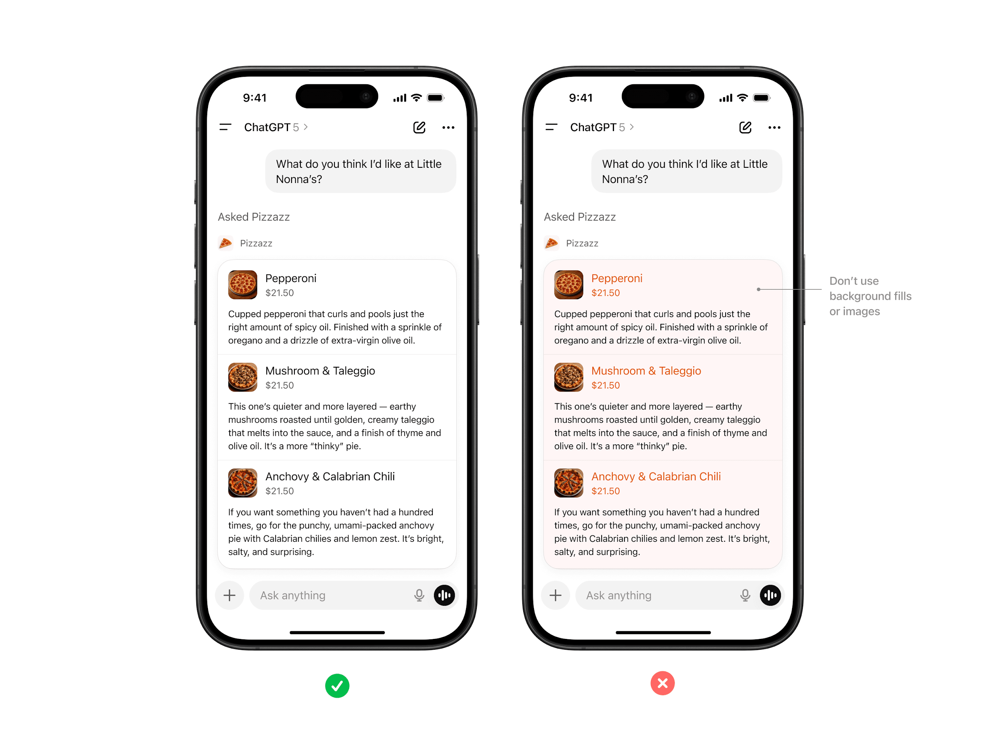 9:41
ChatGPT 5
What do you think I’d like at Little
Nonna’s?
Asked Pizzazz
Pizzazz
Pepperoni
$21.50
Cupped pepperoni that curls and pools just the
right amount of spicy oil. Finished with a sprinkle of
oregano and a drizzle of extra-virgin olive oil.
Mushroom & Taleggio
$21.50
This one’s quieter and more layered — earthy
mushrooms roasted until golden, creamy taleggio
that melts into the sauce, and a finish of thyme and
olive oil. It’s a more “thinky” pie.
Anchovy & Calabrian Chili
$21.50
If you want something you haven’t had a hundred
times, go for the punchy, umami-packed anchovy
pie with Calabrian chilies and lemon zest. It’s bright,
salty, and surprising.
Ask anything
9:41
ChatGPT 5
What do you think I’d like at Little
Nonna’s?
Asked Pizzazz
Pizzazz
Pepperoni
$21.50
Cupped pepperoni that curls and pools just the
right amount of spicy oil. Finished with a sprinkle of
oregano and a drizzle of extra-virgin olive oil.
Mushroom & Taleggio
$21.50
This one’s quieter and more layered — earthy
mushrooms roasted until golden, creamy taleggio
that melts into the sauce, and a finish of thyme and
olive oil. It’s a more “thinky” pie.
Anchovy & Calabrian Chili
$21.50
If you want something you haven’t had a hundred
times, go for the punchy, umami-packed anchovy
pie with Calabrian chilies and lemon zest. It’s bright,
salty, and surprising.
Ask anything
Don’t use
background fills
or images